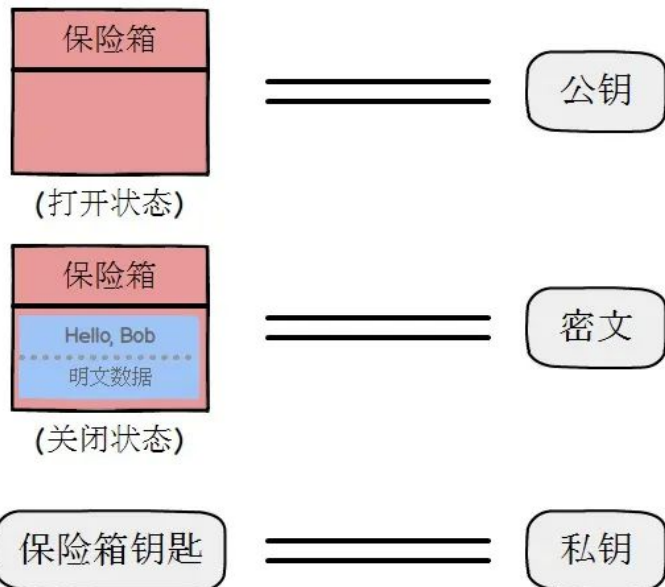 保险箱
公钥
(打开状态)
保险箱
Hello, Bob
明文数据
密文
(关闭状态)
保险箱钥匙
私钥